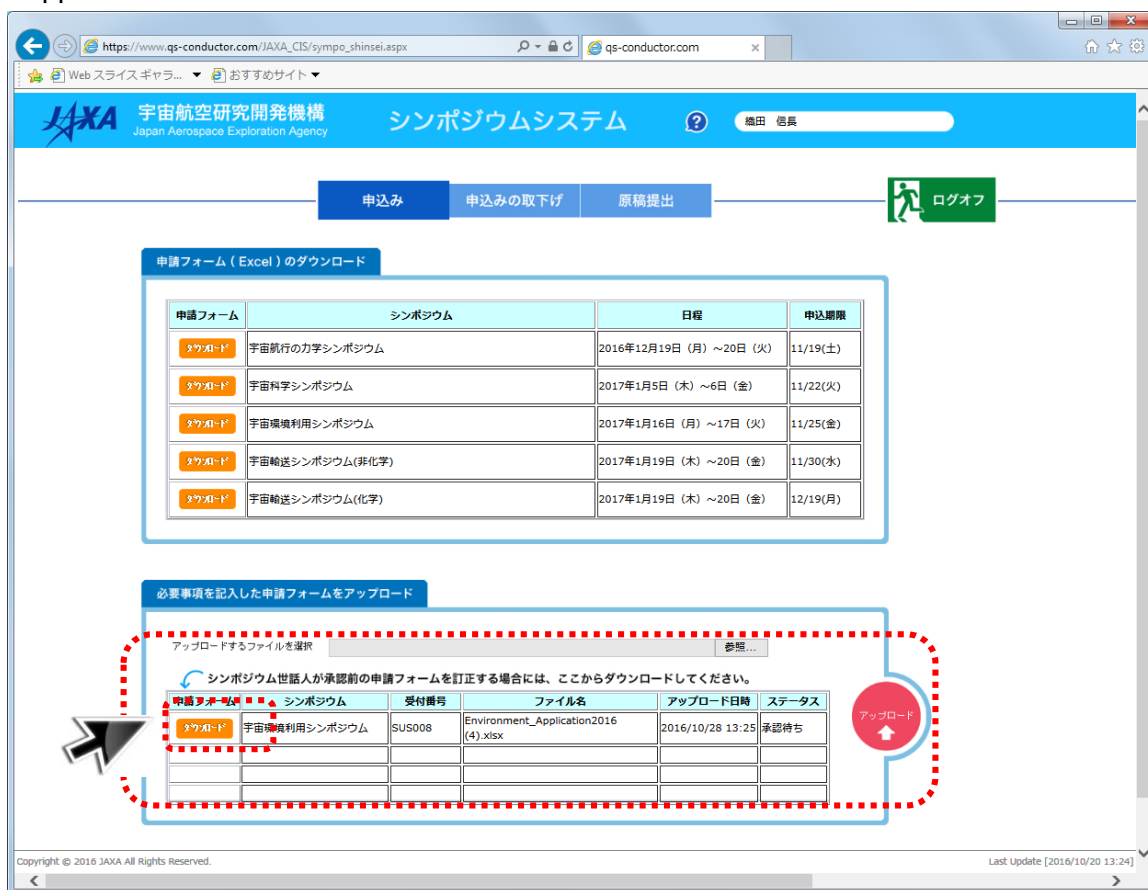 https://www.qs-conductor.com/JAXA_CIS/sympo_shinsei.aspx
qs-conductor.com
Web スライス ギャラ...
おすすめサイト
JAXA
宇宙航空研究開発機構
Japan Aerospace Exploration Agency
シンポジウムシステム
?
織田 信長
申込み
申込みの取下げ
原稿提出
ログオフ
申請フォーム ( Excel ) のダウンロード
申請フォーム シンポジウム 日程 申込期限
ダウンロード 宇宙航行の力学シンポジウム 2016年12月19日（月）～20日（火） 11/19(土)
ダウンロード 宇宙科学シンポジウム 2017年1月5日（木）～6日（金） 11/22(火)
ダウンロード 宇宙環境利用シンポジウム 2017年1月16日（月）～17日（火） 11/25(金)
ダウンロード 宇宙輸送シンポジウム(非化学) 2017年1月19日（木）～20日（金） 11/30(水)
ダウンロード 宇宙輸送シンポジウム(化学) 2017年1月19日（木）～20日（金） 12/19(月)
必要事項を記入した申請フォームをアップロード
アップロードするファイルを選択
参照...
シンポジウム世話人が承認前の申請フォームを訂正する場合には、ここからダウンロードしてください。
申請フォーム シンポジウム 受付番号 ファイル名 アップロード日時 ステータス
ダウンロード 宇宙環境利用シンポジウム SUS008 Environment_Application2016 2016/10/28 13:25 承認待ち
(4).xlsx
アップロード
Copyright © 2016 JAXA All Rights Reserved.
Last Update [2016/10/20 13:24]